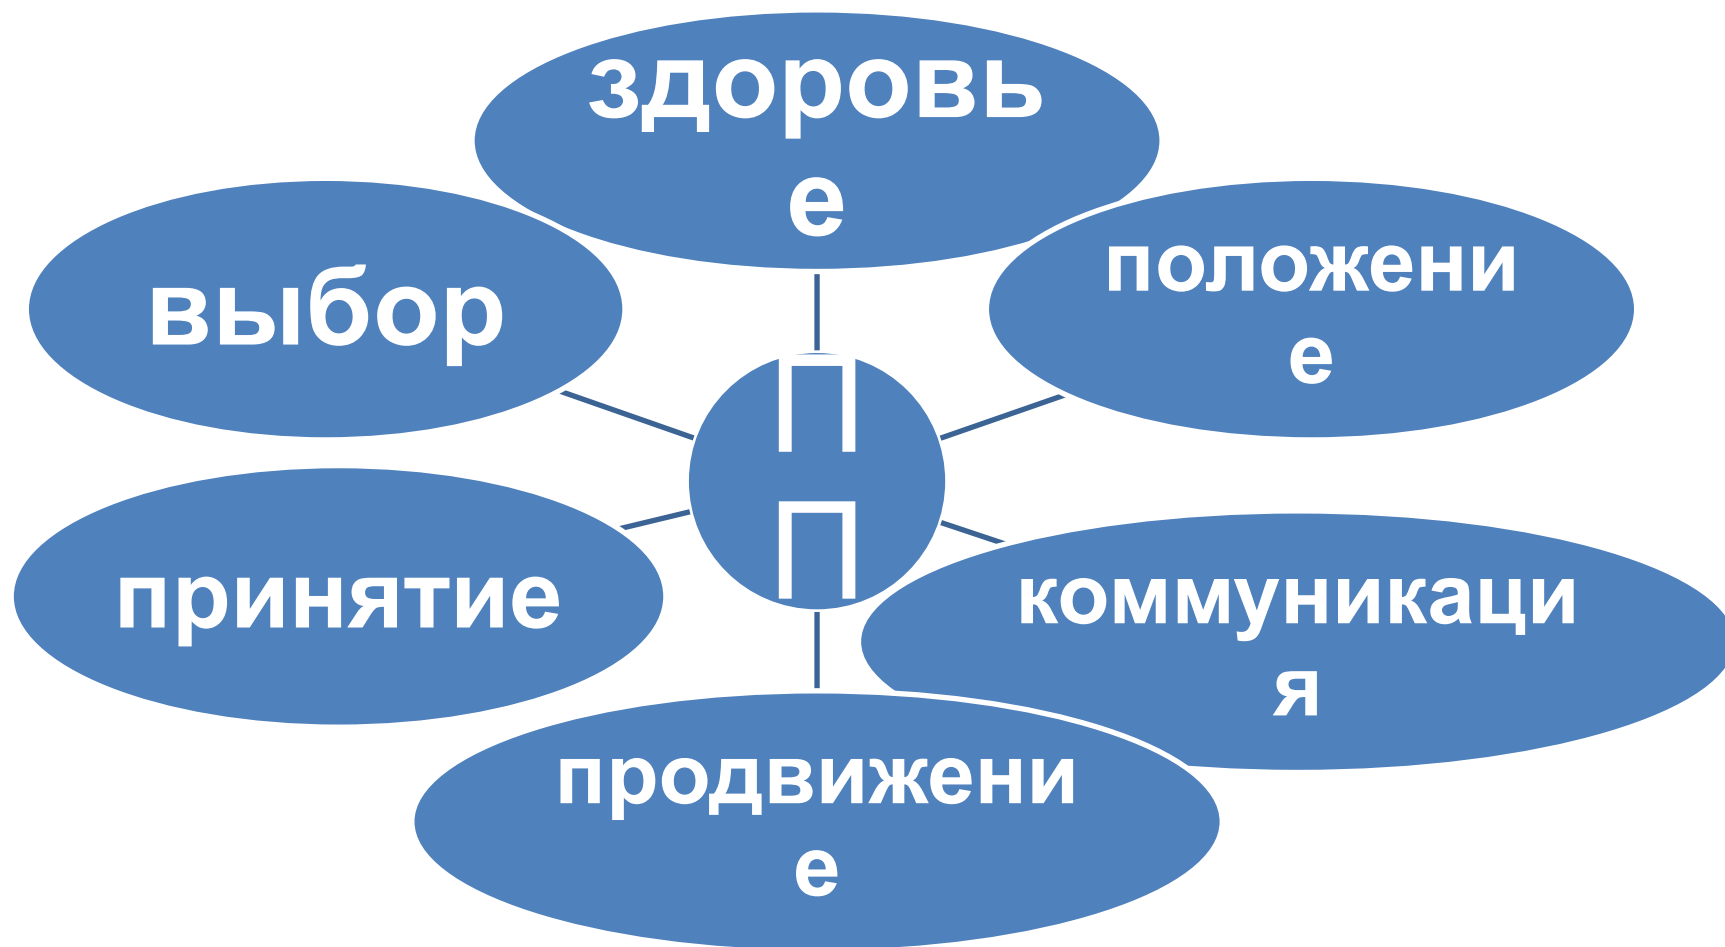 здоровь
е
положени
е
коммуникаци
я
продвижени
е
принятие
выбор
П
П